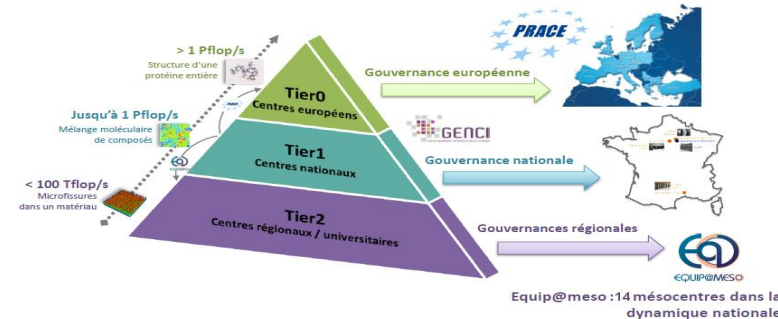 > 1 Pflop/s
Structure d'une
protéine entière
PRACE
Tier0
Centres européens
Gouvernance européenne
PRACE
Jusqu'à 1 Pflop/s
Mélange moléculaire
de composés
GENCI
Tier1
Centres nationaux
Gouvernance nationale
< 100 Tflop/s
Microfissures
dans un matériau
Tier2
Centres régionaux / universitaires
Gouvernances régionales
EQUIP@MESO
Equip@meso :14 mésocentres dans la
dynamique nationale